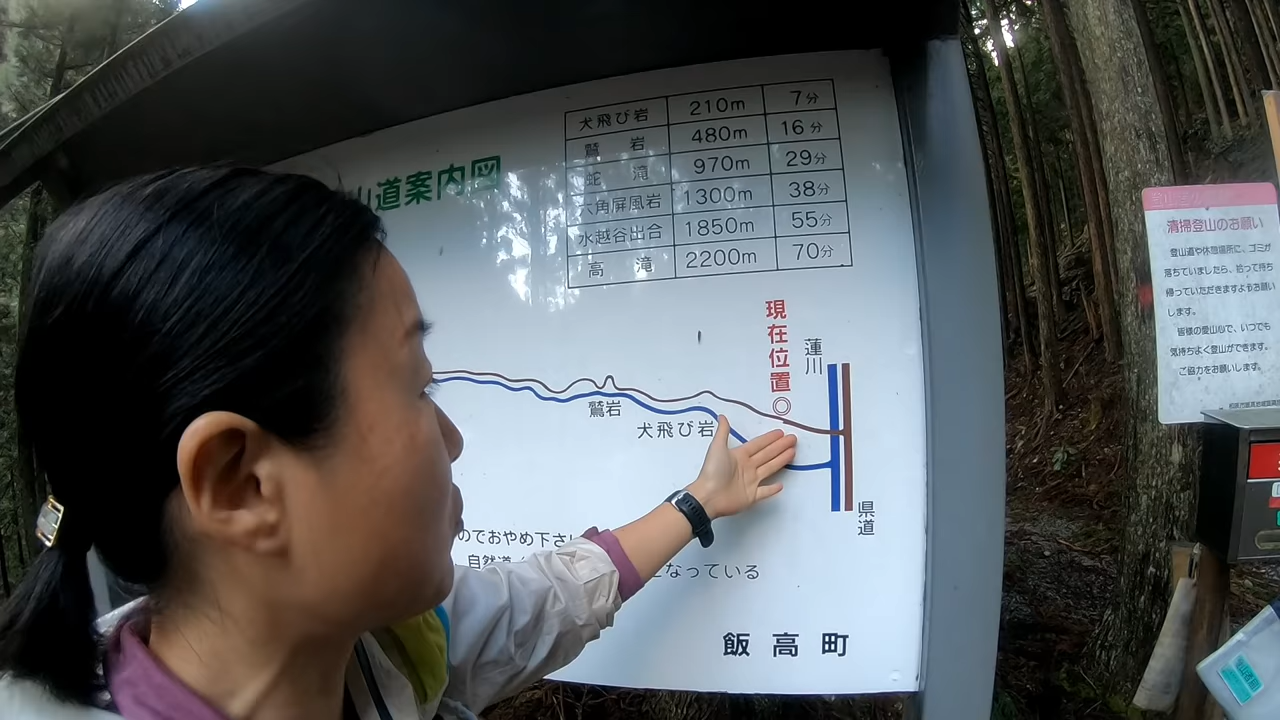 山道案内図
犬飛び岩 210m 7分
鷲岩 480m 16分
蛇滝 970m 29分
六角屏風岩 1300m 38分
水越谷出合 1850m 55分
高滝 2200m 70分
現在位置
蓮川
鷲岩
犬飛び岩
県道
のておやめ下さい
自然道
になっている
飯高町
清掃登山のお願い
登山道や休憩場所に、ゴミが
落ちていましたら、拾って持ち
帰っていただきますようお願い
します。
皆様の愛山心で、いつでも
気持ちよく登山ができます。
ご協力をお願いします。